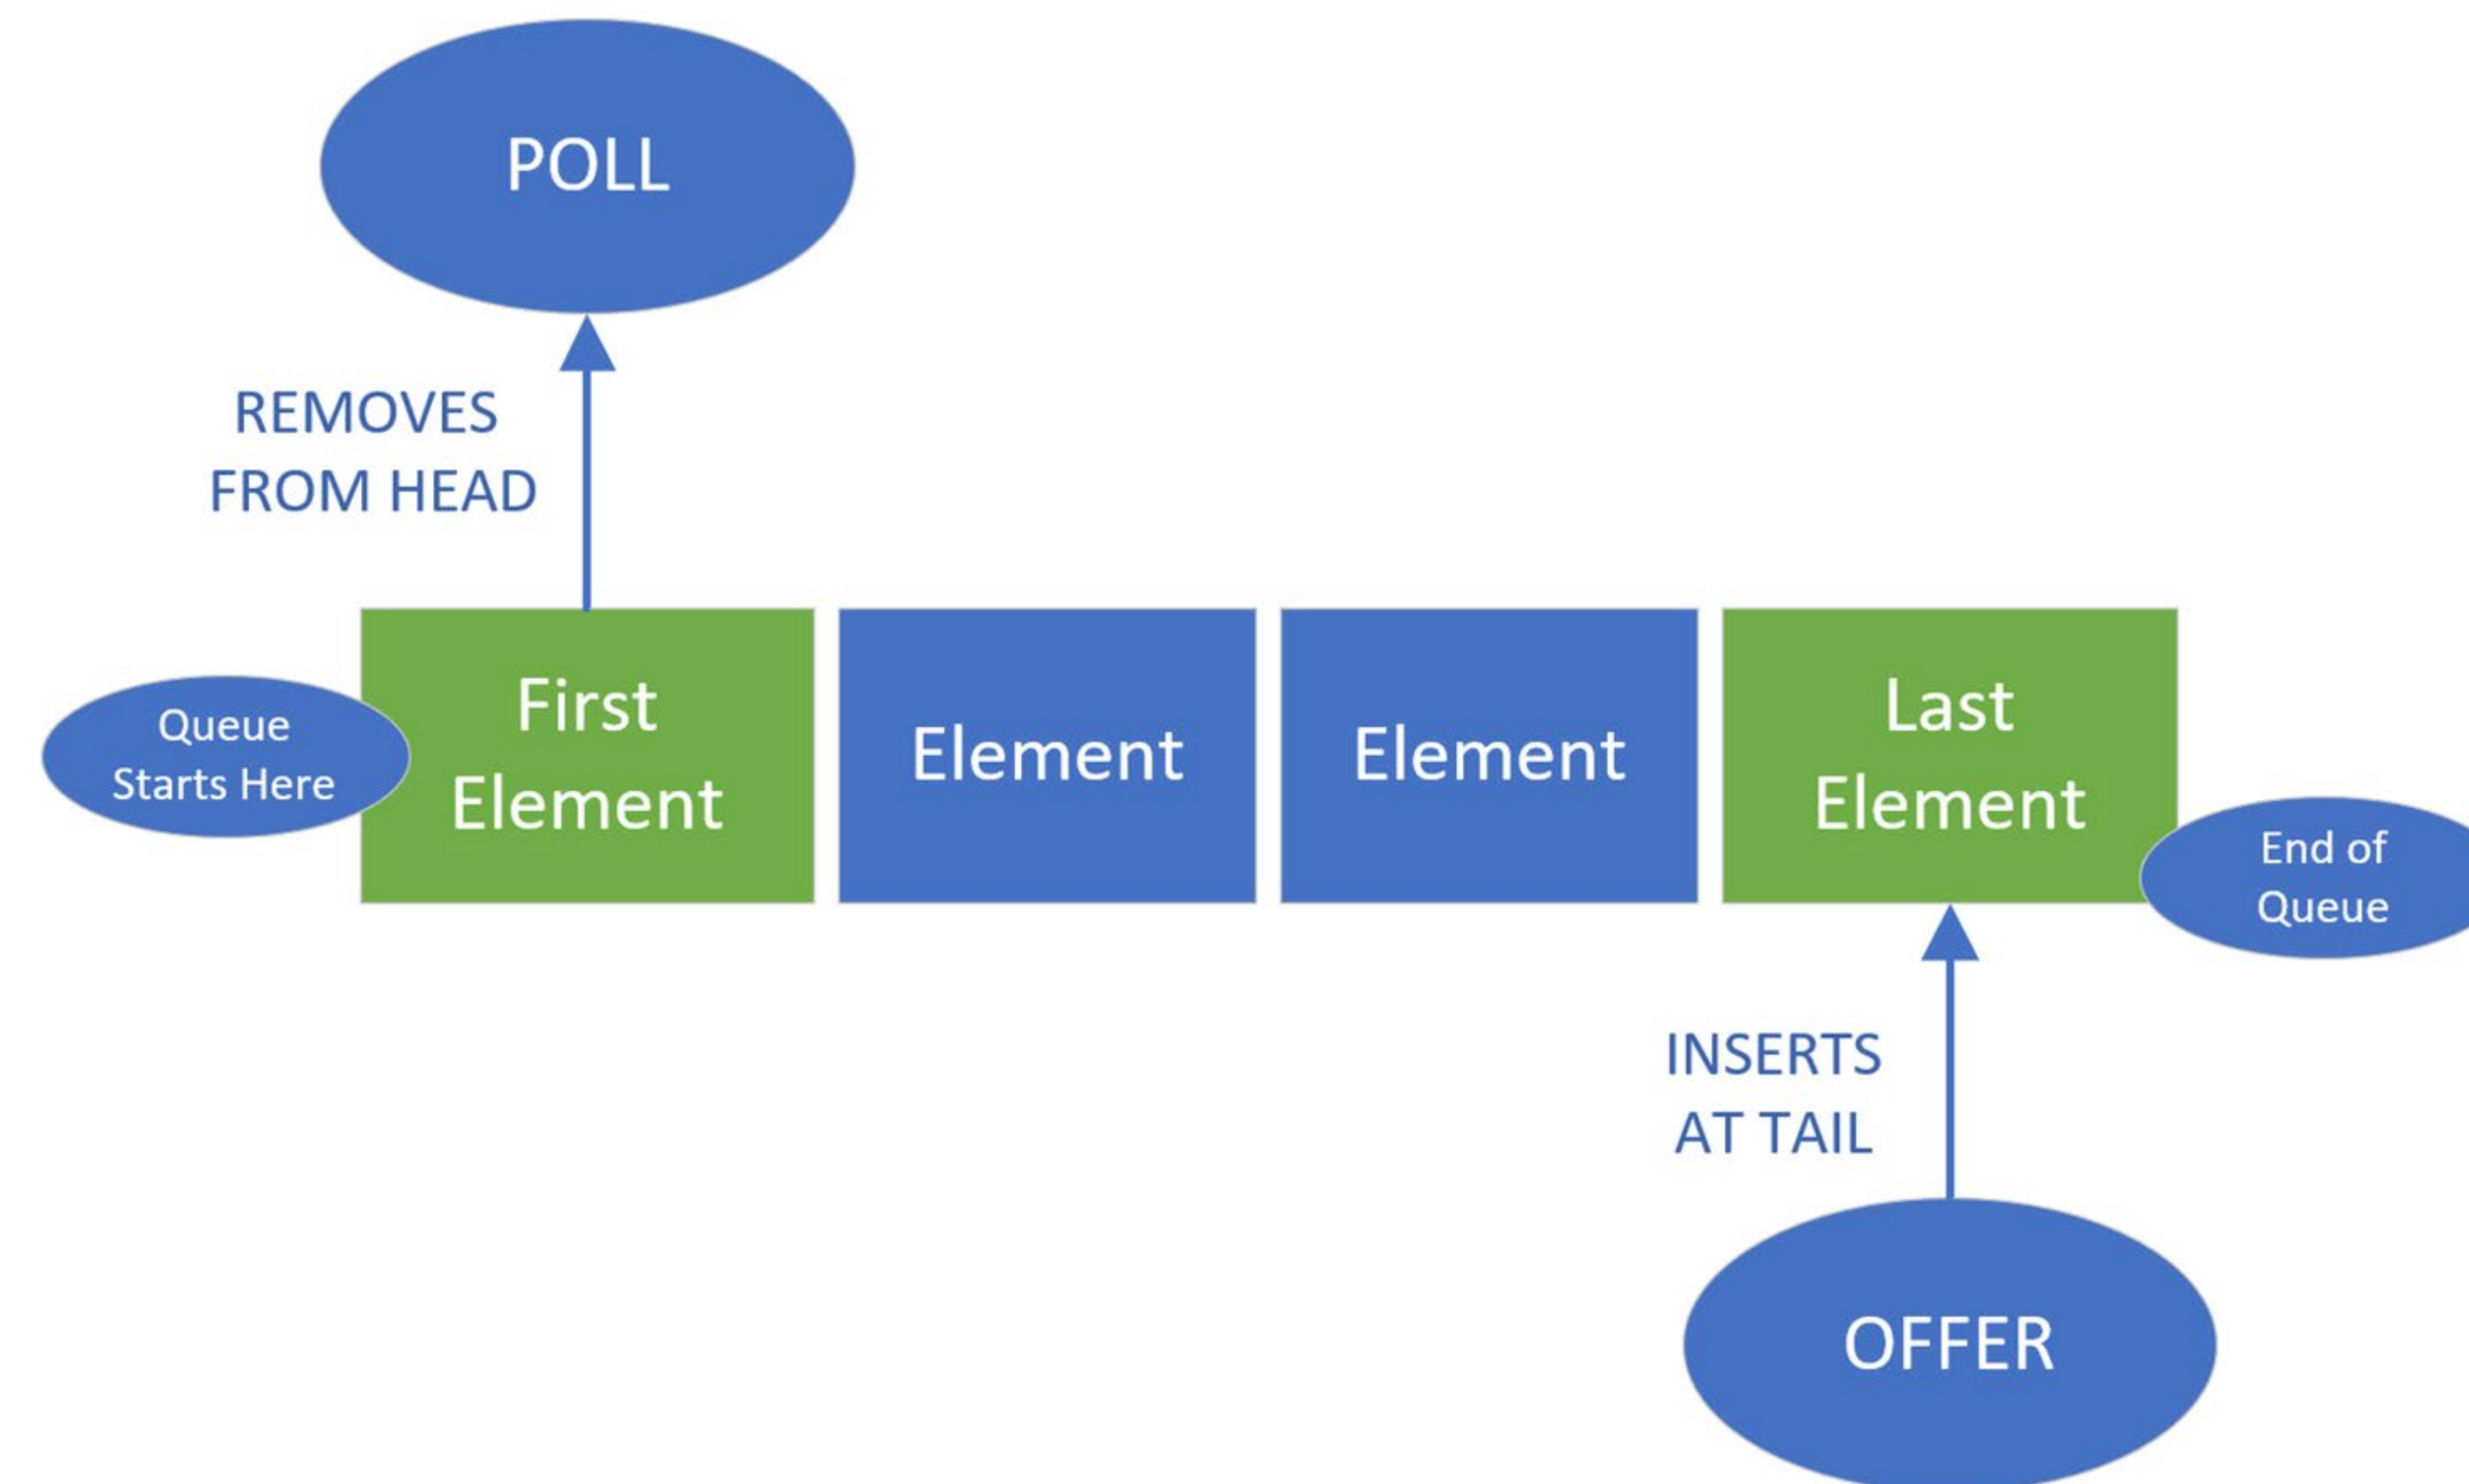 POLL
REMOVES
FROM HEAD
Queue
Starts Here
First
Element
Element
Element
Last
Element
End of
Queue
INSERTS
AT TAIL
OFFER